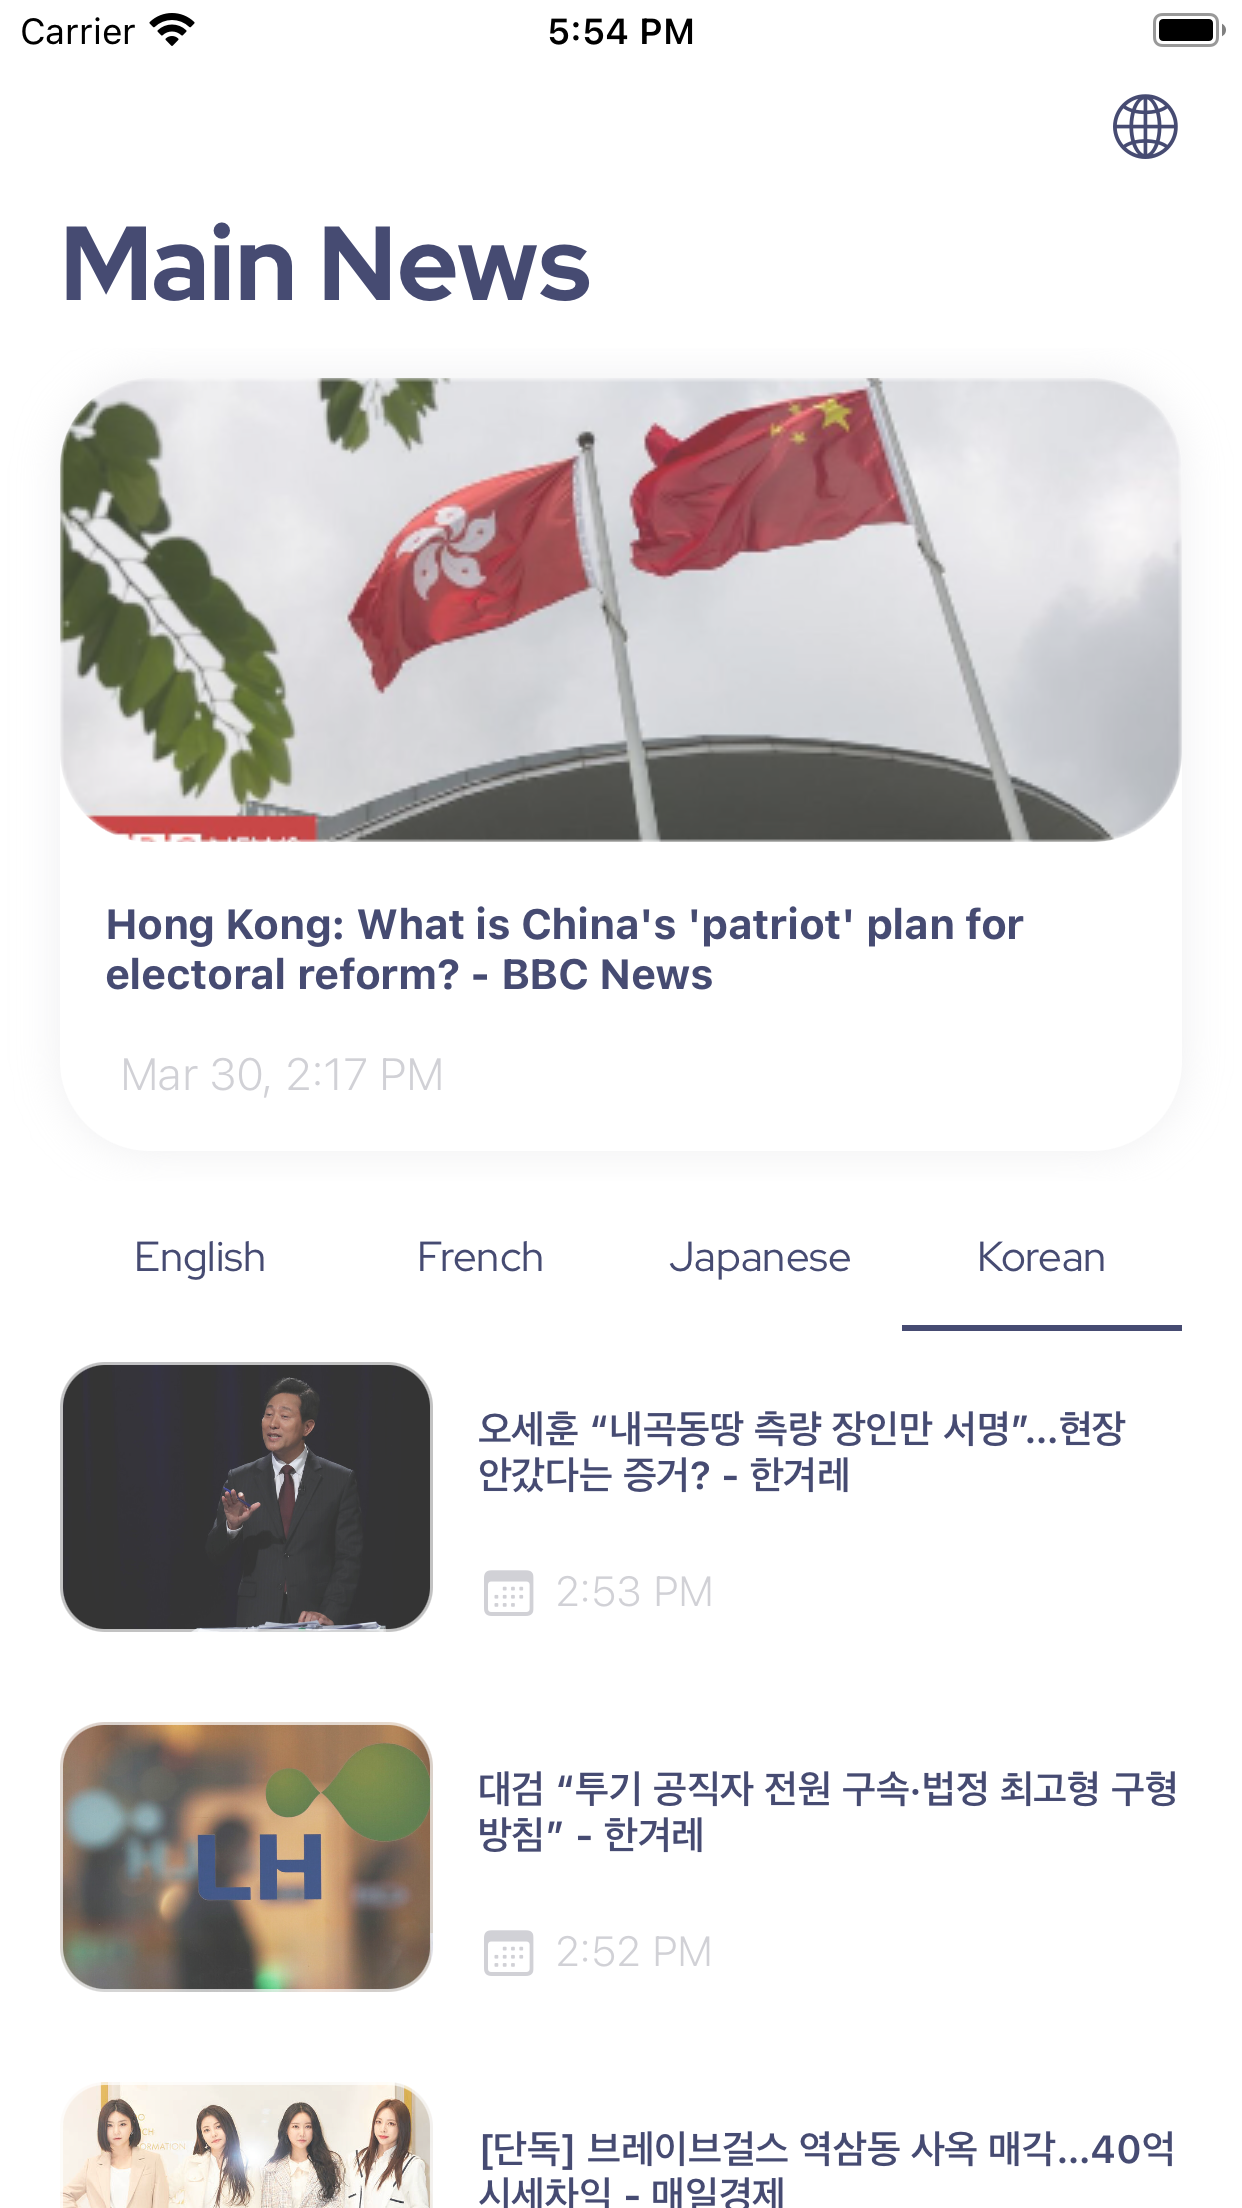 Carrier
5:54 PM
Main News
Hong Kong: What is China's 'patriot' plan for
electoral reform? - BBC News
Mar 30, 2:17 PM
English
French
Japanese
Korean
오세훈 “내곡동땅 측량 장인만 서명”...현장
안갔다는 증거? - 한겨레
2:53 PM
LH
대검 “투기 공직자 전원 구속·법정 최고형 구형
방침” - 한겨레
2:52 PM
[단독] 브레이브걸스 역삼동 사옥 매각...40억
시세차익 - 매일경제